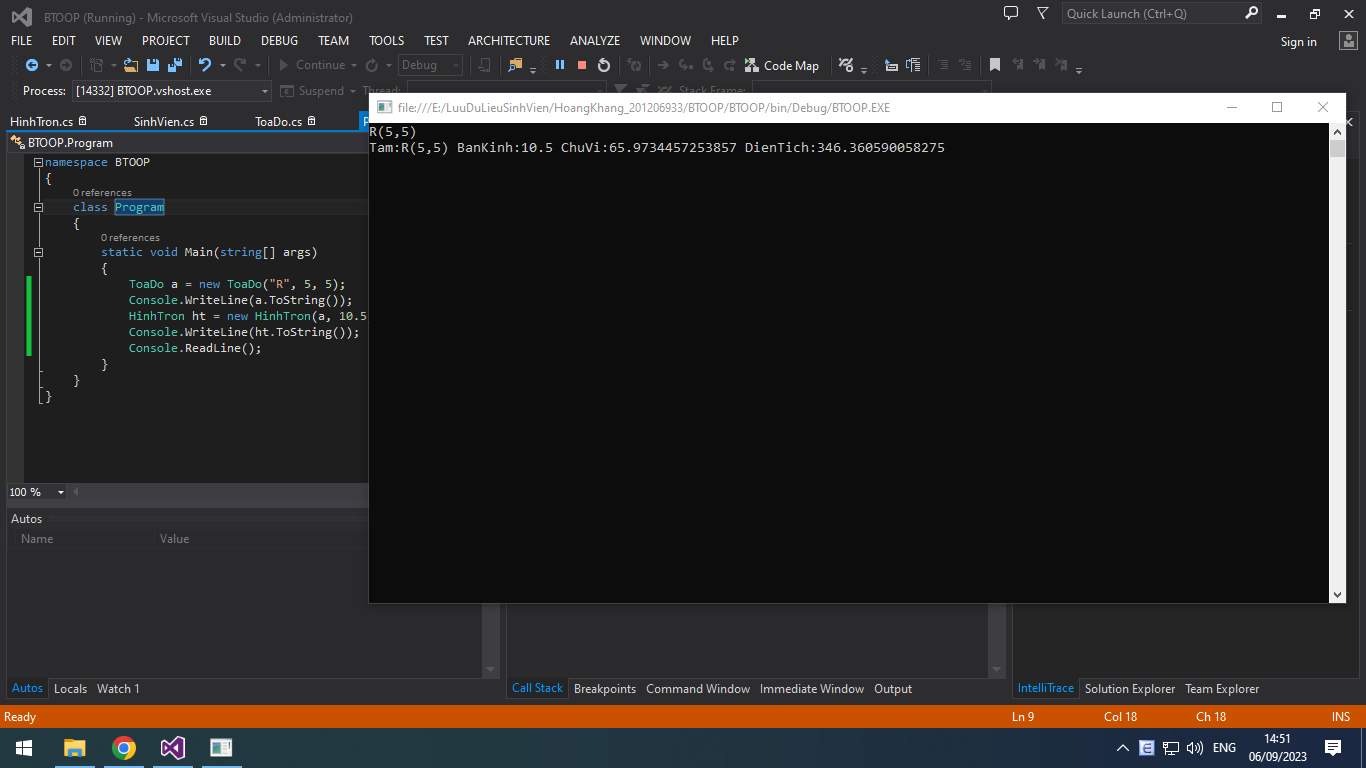 BTOOP (Running) - Microsoft Visual Studio (Administrator)
Quick Launch (Ctrl+Q)
FILE EDIT VIEW PROJECT BUILD DEBUG TEAM TOOLS TEST ARCHITECTURE ANALYZE WINDOW HELP
Sign in
Continue Debug Code Map
Process: [14332] BTOOP.vshost.exe Suspend Thread: Stack Frame:
file:///E:/LuuDuLieuSinhVien/HoangKhang_201206933/BTOOP/BTOOP/bin/Debug/BTOOP.EXE
R(5,5)
Tam:R(5,5) BanKinh:10.5 ChuVi:65.9734457253857 DienTich:346.360590058275
HinhTron.cs SinhVien.cs ToaDo.cs
BTOOP.Program
namespace BTOOP
{
0 references
class Program
{
0 references
static void Main(string[] args)
{
ToaDo a = new ToaDo("R", 5, 5);
Console.WriteLine(a.ToString());
HinhTron ht = new HinhTron(a, 10.5
Console.WriteLine(ht.ToString());
Console.ReadLine();
}
}
}
100 %
Autos
Name Value
Autos Locals Watch 1
Call Stack Breakpoints Command Window Immediate Window Output
IntelliTrace Solution Explorer Team Explorer
Ready
Ln 9 Col 18 Ch 18 INS
ENG
14:51
06/09/2023